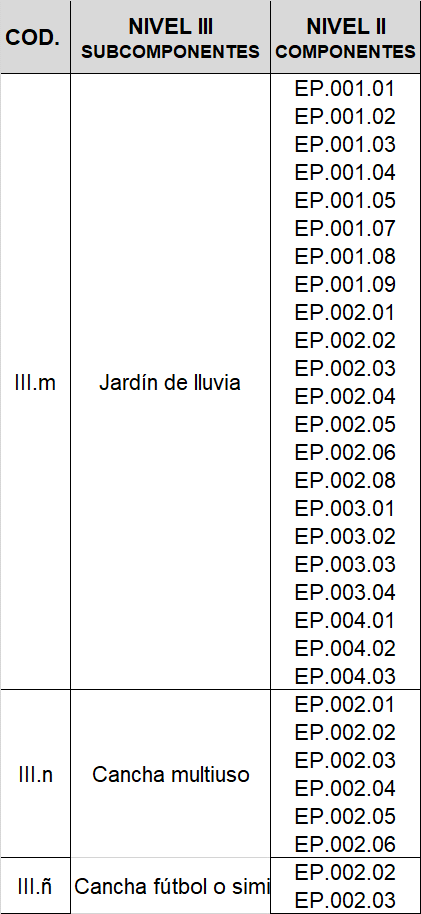 COD.
NIVEL III
SUBCOMPONENTES
NIVEL II
COMPONENTES
III.m
Jardín de lluvia
EP.001.01
EP.001.02
EP.001.03
EP.001.04
EP.001.05
EP.001.07
EP.001.08
EP.001.09
EP.002.01
EP.002.02
EP.002.03
EP.002.04
EP.002.05
EP.002.06
EP.002.08
EP.003.01
EP.003.02
EP.003.03
EP.003.04
EP.004.01
EP.004.02
EP.004.03
III.n
Cancha multiuso
EP.002.01
EP.002.02
EP.002.03
EP.002.04
EP.002.05
EP.002.06
III.ñ
Cancha fútbol o simi
EP.002.02
EP.002.03